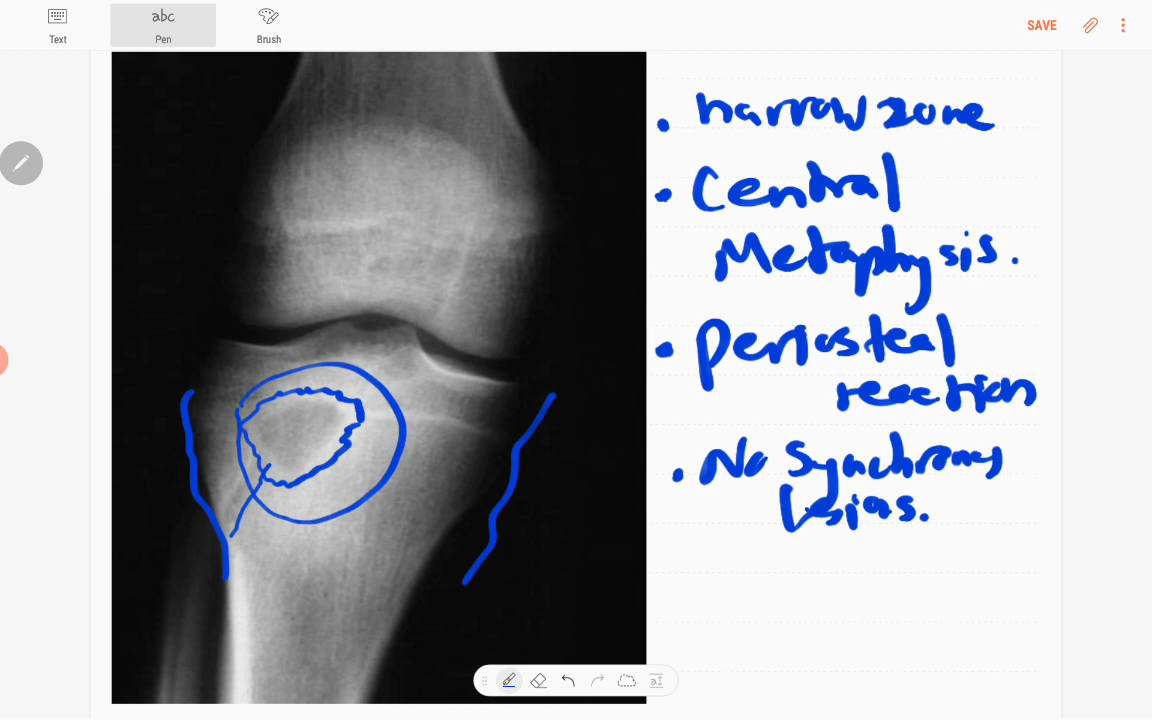 abc
Text
Pen
Brush
SAVE
. narrow zone
. Central
Metaphysis.
. Periosteal
reaction
. No Synchronous
Lesions.